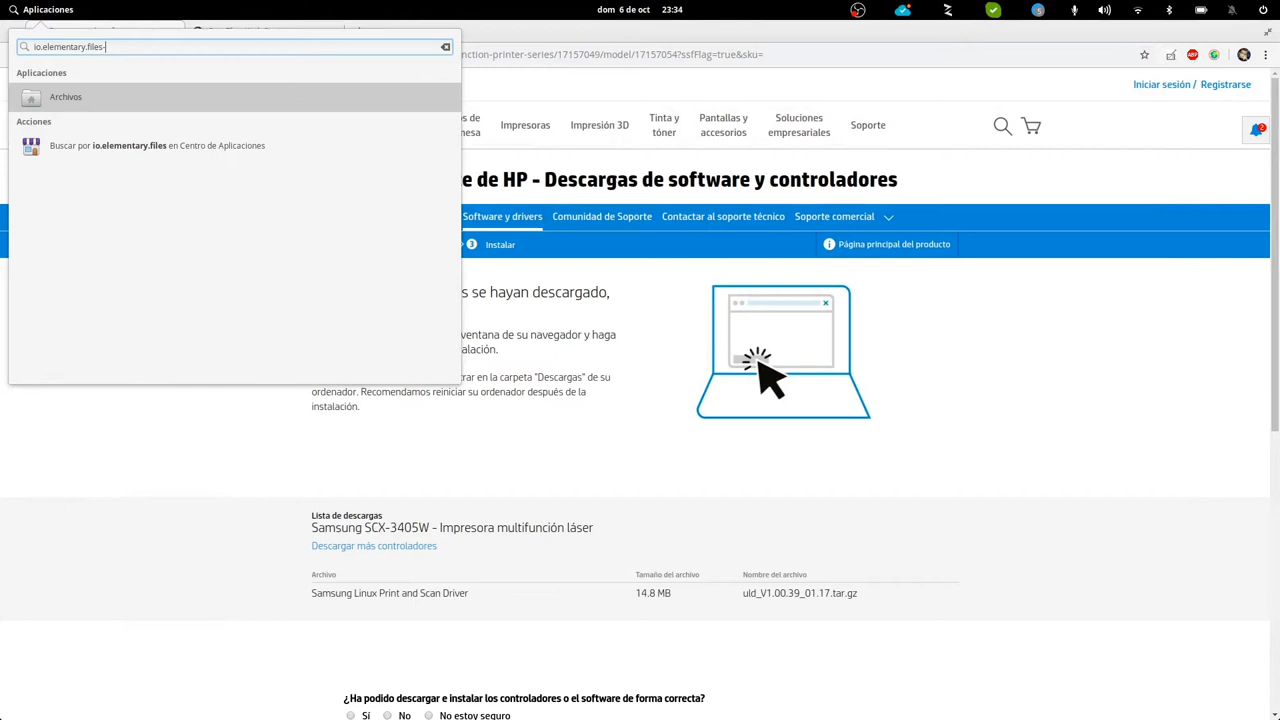 Aplicaciones
dom 6 de oct
23:34
io.elementary.files-
nction-printer-series/17157049/model/17157054?ssfFlag=true&sku=
ABP
Aplicaciones
Archivos
Acciones
Buscar por io.elementary.files en Centro de Aplicaciones
Iniciar sesión / Registrarse
os de
mesa
Impresoras
Impresión 3D
Tinta y
tóner
Pantallas y
accesorios
Soluciones
empresariales
Soporte
2
te de HP - Descargas de software y controladores
Software y drivers
Comunidad de Soporte
Contactar al soporte técnico
Soporte comercial
3 Instalar
Página principal del producto
s se hayan descargado,
ventana de su navegador y haga
alación.
trar en la carpeta "Descargas" de su
ordenador. Recomendamos reiniciar su ordenador después de la
instalación.
Lista de descargas
Samsung SCX-3405W - Impresora multifunción láser
Descargar más controladores
Archivo
Tamaño del archivo
Nombre del archivo
Samsung Linux Print and Scan Driver
14.8 MB
uld_V1.00.39_01.17.tar.gz
¿Ha podido descargar e instalar los controladores o el software de forma correcta?
Sí
No
No estoy seguro